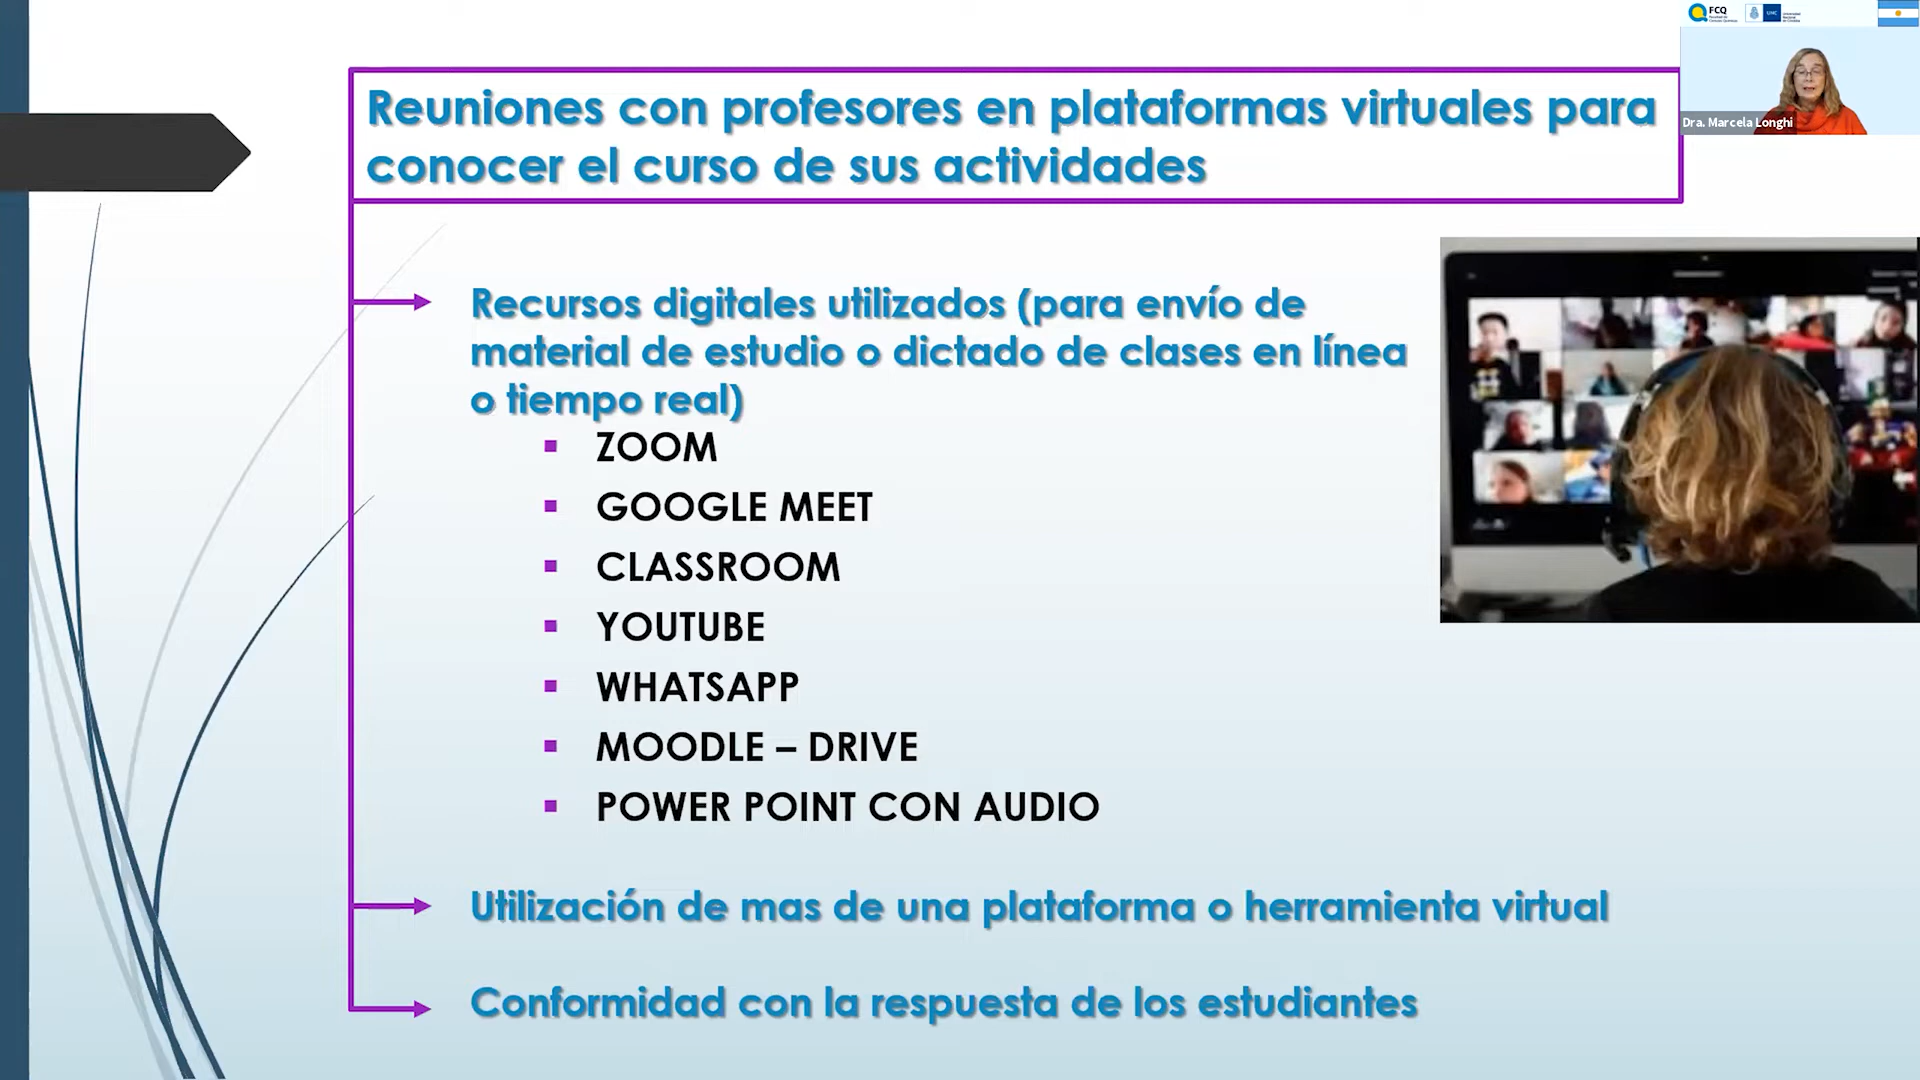 FCQ
UNC
Dra. Marcela Longhi
Reuniones con profesores en plataformas virtuales para
conocer el curso de sus actividades
Recursos digitales utilizados (para envío de
material de estudio o dictado de clases en línea
o tiempo real)
ZOOM
GOOGLE MEET
CLASSROOM
YOUTUBE
WHATSAPP
MOODLE – DRIVE
POWER POINT CON AUDIO
Utilización de mas de una plataforma o herramienta virtual
Conformidad con la respuesta de los estudiantes